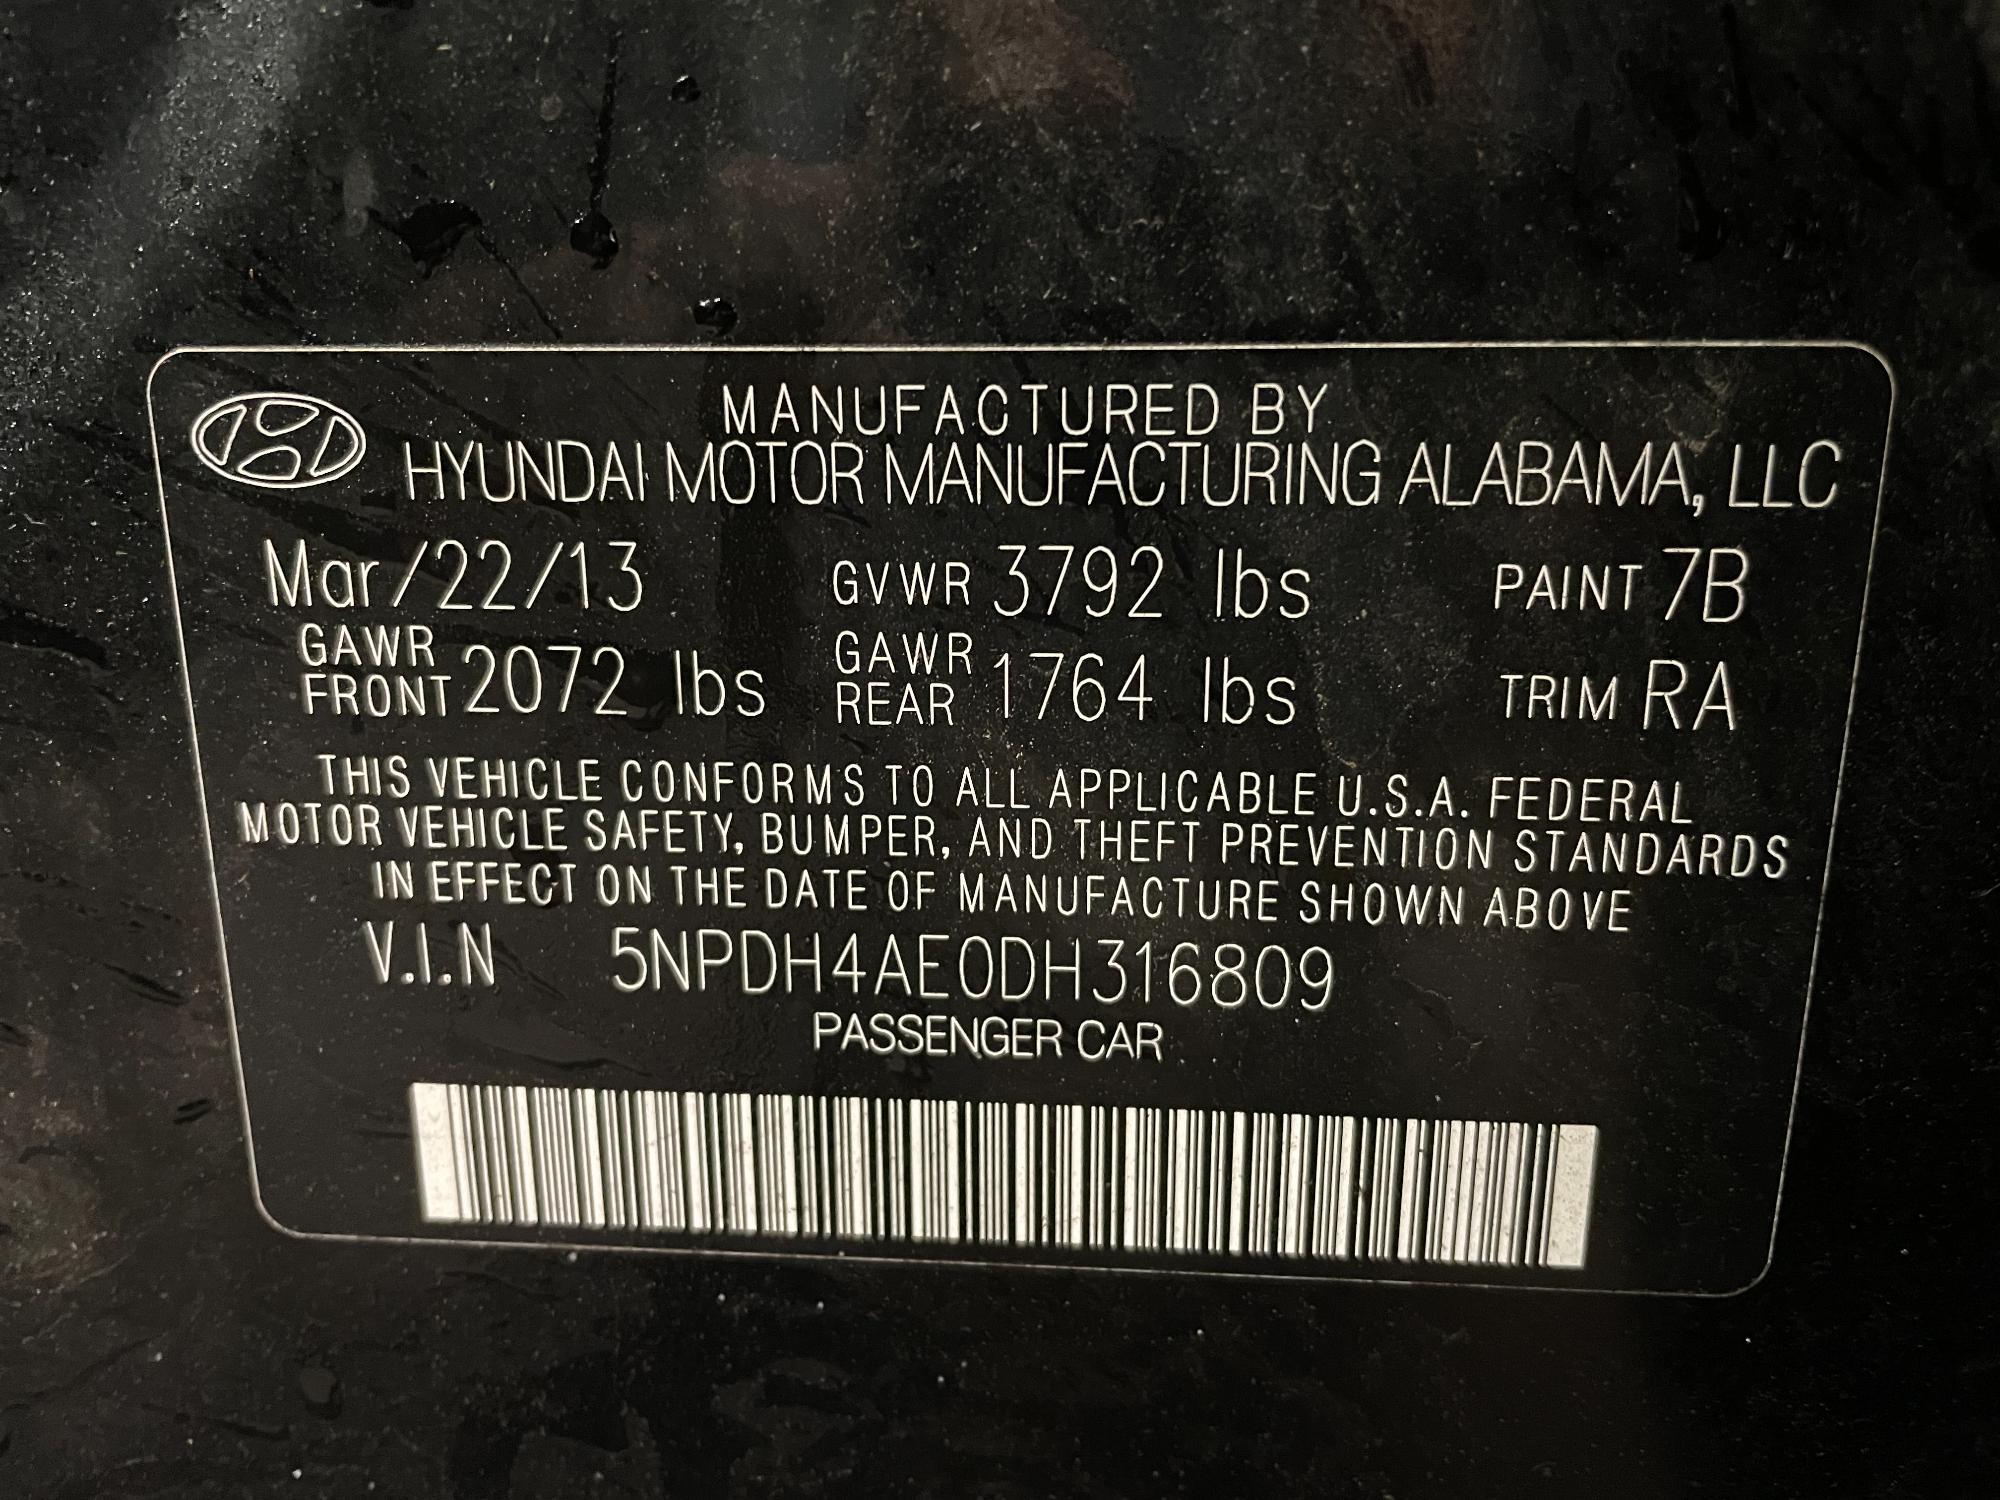 MANUFACTURED BY
HYUNDAI MOTOR MANUFACTURING ALABAMA, LLC
Mar/22/13 GVWR 3792 lbs PAINT 7B
GAWR FRONT 2072 lbs GAWR REAR 1764 lbs TRIM RA
THIS VEHICLE CONFORMS TO ALL APPLICABLE U.S.A. FEDERAL
MOTOR VEHICLE SAFETY, BUMPER, AND THEFT PREVENTION STANDARDS
IN EFFECT ON THE DATE OF MANUFACTURE SHOWN ABOVE
V.I.N 5NPDH4AE0DH316809
PASSENGER CAR